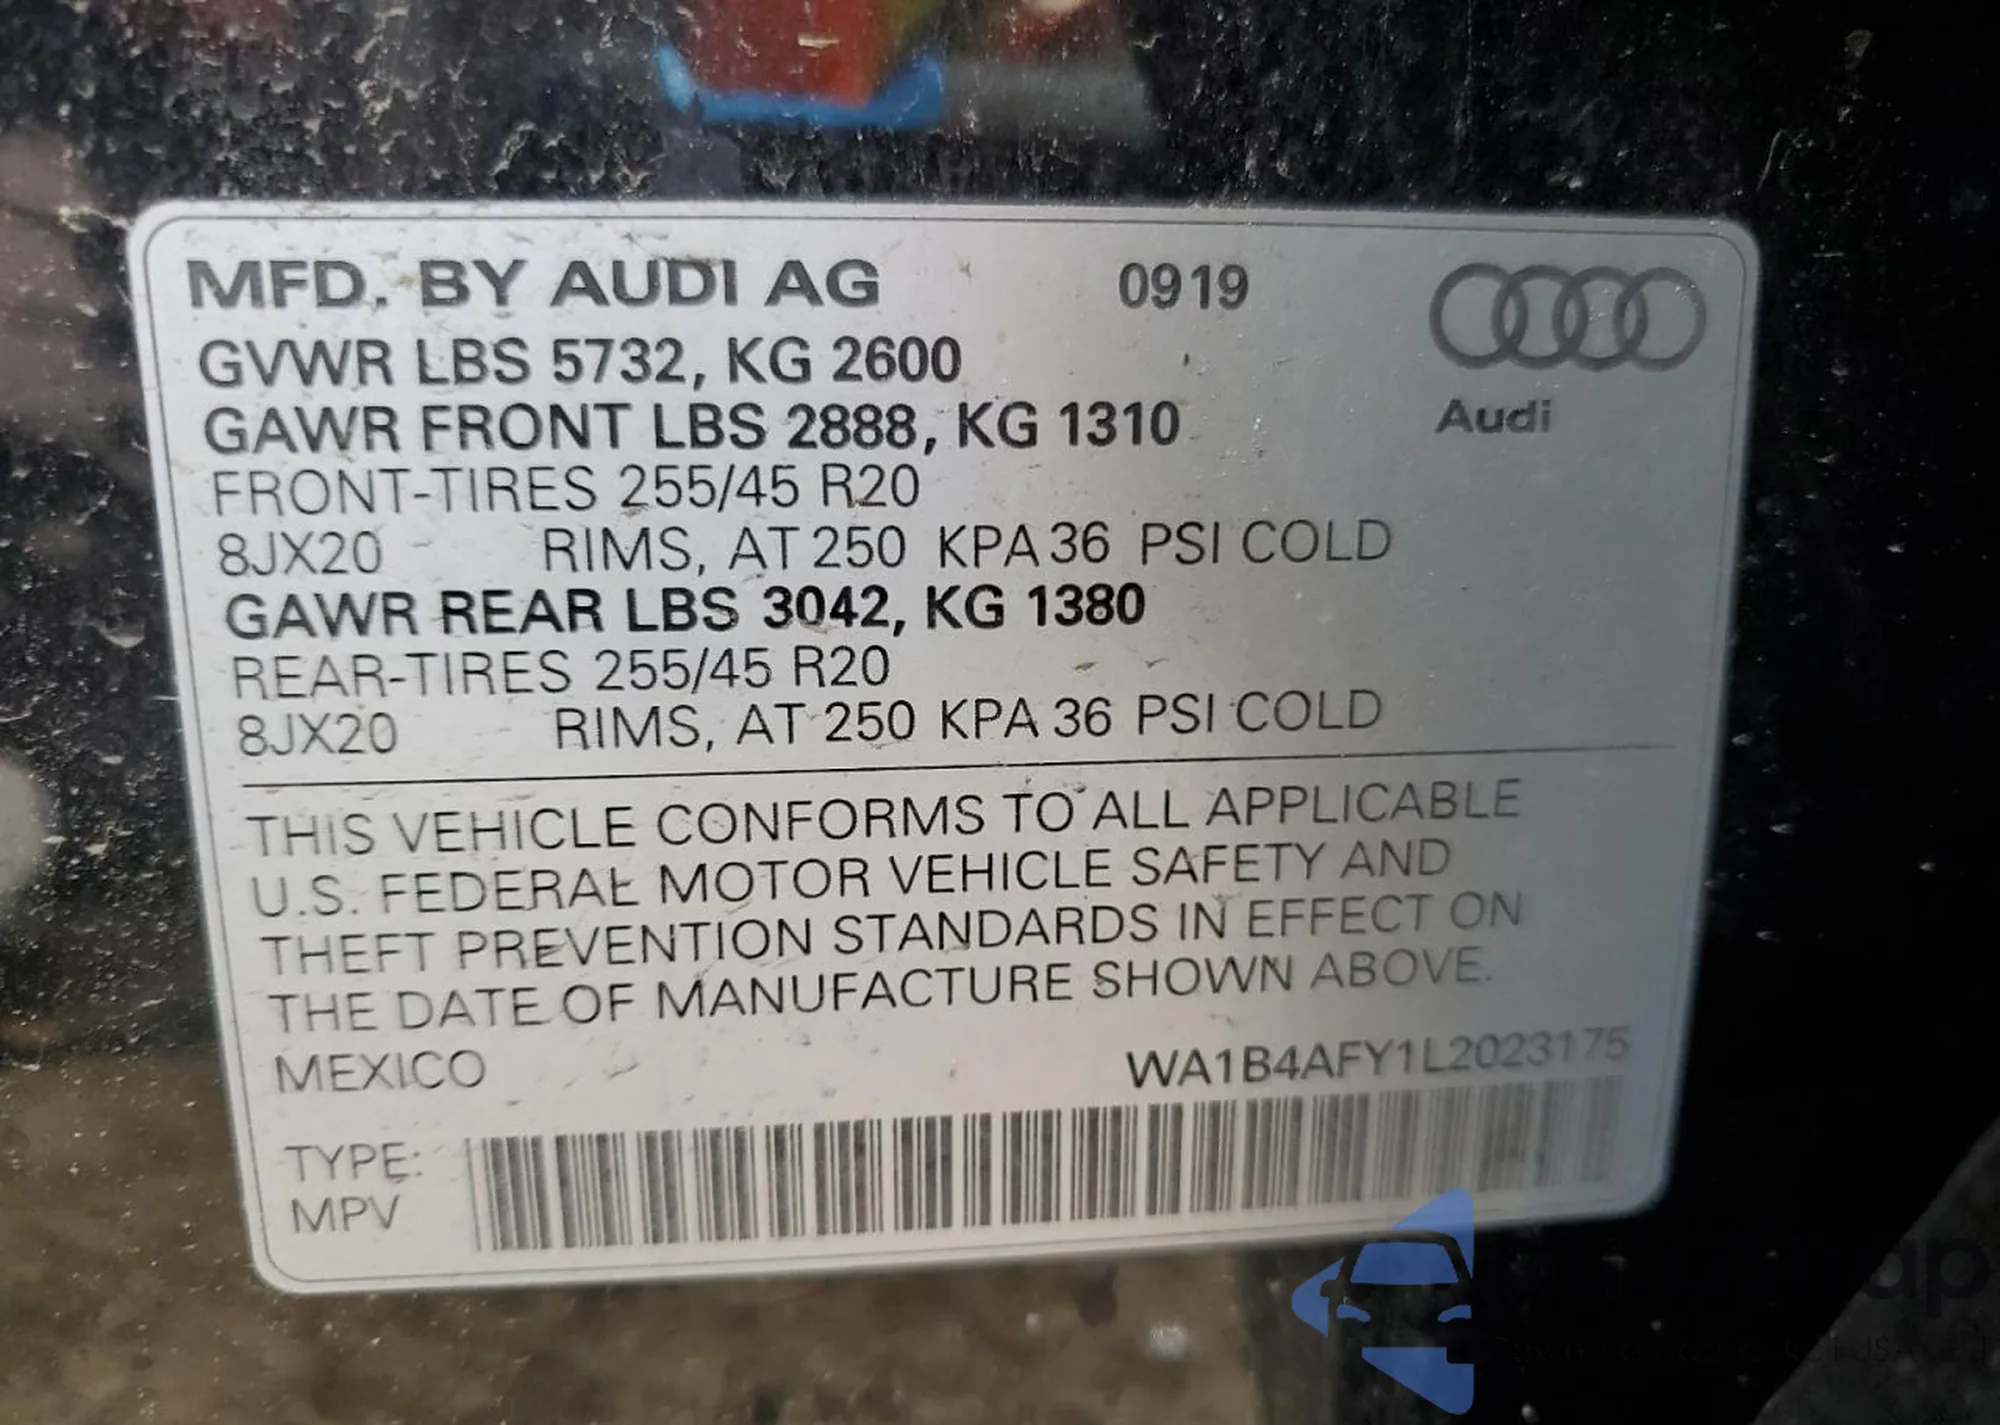 MFD. BY AUDI AG 0919
GVWR LBS 5732, KG 2600
GAWR FRONT LBS 2888, KG 1310
Audi
FRONT-TIRES 255/45 R20
8JX20 RIMS, AT 250 KPA 36 PSI COLD
GAWR REAR LBS 3042, KG 1380
REAR-TIRES 255/45 R20
8JX20 RIMS, AT 250 KPA 36 PSI COLD
THIS VEHICLE CONFORMS TO ALL APPLICABLE
U.S. FEDERAL MOTOR VEHICLE SAFETY AND
THEFT PREVENTION STANDARDS IN EFFECT ON
THE DATE OF MANUFACTURE SHOWN ABOVE.
MEXICO WA1B4AFY1L2023175
TYPE:
MPV